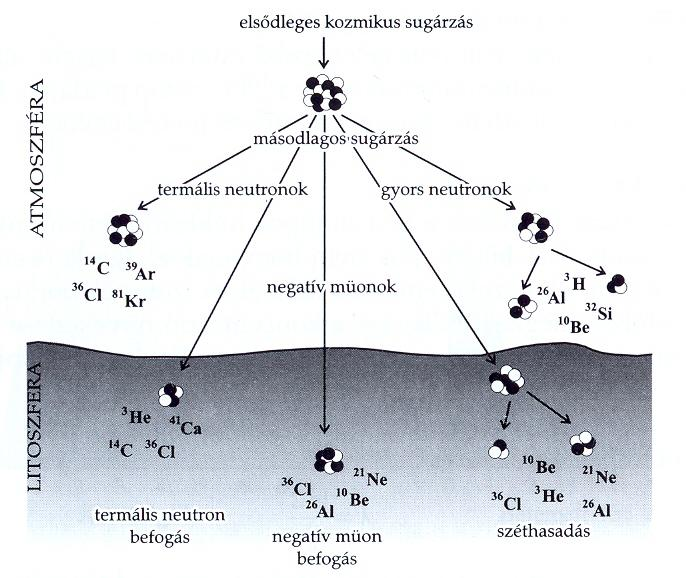 elsődleges kozmikus sugárzás
ATMOSZFÉRA
másodlagos sugárzás
termális neutronok
gyors neutronok
negatív müonok
¹⁴C ³⁹Ar
³⁶Cl ⁸¹Kr
³H
²⁶Al ³²Si
¹⁰Be
LITOSZFÉRA
³He ⁴¹Ca
¹⁴C ³⁶Cl
termális neutron
befogás
²¹Ne
³⁶Cl ¹⁰Be
²⁶Al
negatív müon
befogás
¹⁰Be ²¹Ne
³⁶Cl ³He ²⁶Al
széthasadás